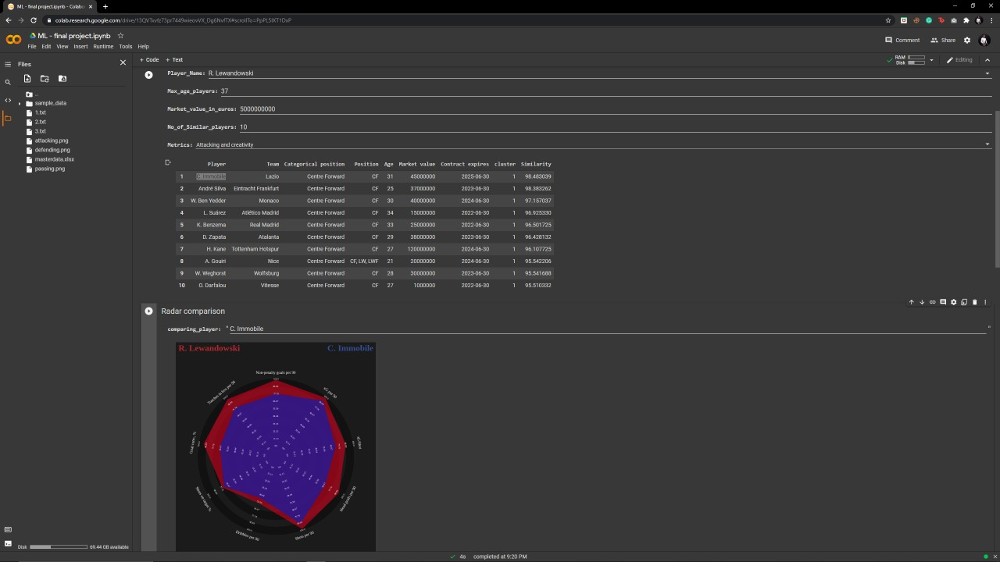 ML - final project.ipynb - Colabo
colab.research.google.com/drive/13QVTxvfz73pr7449wieovVX_Dg6NvfTX#scrollTo=PpPL5IXT1OxP
ML - final project.ipynb
Comment Share
File Edit View Insert Runtime Tools Help
Files
+ Code + Text
RAM
Disk
Editing
..
sample_data
1.txt
2.txt
3.txt
attacking.png
defending.png
masterdata.xlsx
passing.png
Player_Name: R. Lewandowski
Max_age_players: 37
Market_value_in_euros: 5000000000
No_of_Similar_players: 10
Metrics: Attacking and creativity
Player Team Categorical position Position Age Market value Contract expires cluster Similarity
1 C. Immobile Lazio Centre Forward CF 31 45000000 2025-06-30 1 98.483039
2 André Silva Eintracht Frankfurt Centre Forward CF 25 37000000 2023-06-30 1 98.383262
3 W. Ben Yedder Monaco Centre Forward CF 30 40000000 2024-06-30 1 97.157037
4 L. Suárez Atlético Madrid Centre Forward CF 34 15000000 2022-06-30 1 96.925330
5 K. Benzema Real Madrid Centre Forward CF 33 25000000 2022-06-30 1 96.501725
6 D. Zapata Atalanta Centre Forward CF 29 38000000 2023-06-30 1 96.428132
7 H. Kane Tottenham Hotspur Centre Forward CF 27 120000000 2024-06-30 1 96.107725
8 A. Gouiri Nice Centre Forward CF, LW, LWF 21 20000000 2022-06-30 1 95.542206
9 W. Weghorst Wolfsburg Centre Forward CF 28 30000000 2023-06-30 1 95.541688
10 O. Darfalou Vitesse Centre Forward CF 27 1000000 2022-06-30 1 95.510332
Radar comparison
comparing_player: " C. Immobile "
R. Lewandowski C. Immobile
Non-penalty goals per 90
xG per 90
xG/Shot
Head goals per 90
Shots per 90
Dribbles per 90
Shots on target, %
Goal conv., %
Touches in box per 90
Disk 69.44 GB available
4s completed at 9:20 PM